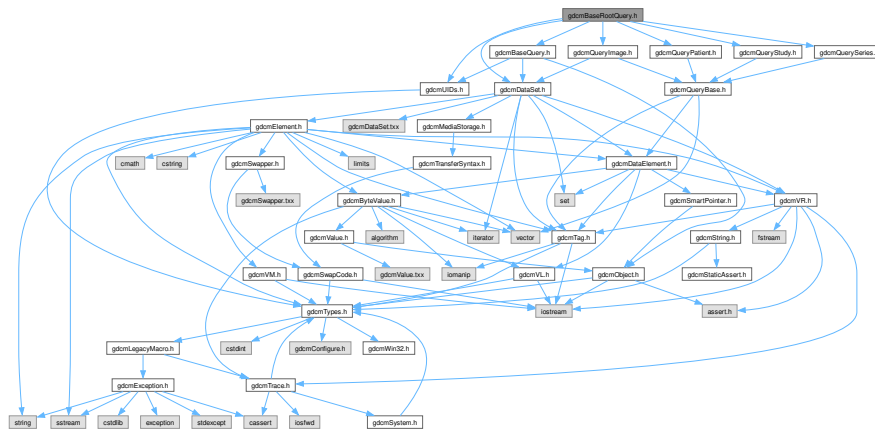 gdcmBaseRootQuery.h
gdcmBaseQuery.h
gdcmQueryImage.h
gdcmQueryPatient.h
gdcmQueryStudy.h
gdcmQuerySeries.
gdcmUIDs.h
gdcmDataSet.h
gdcmQueryBase.h
gdcmElement.h
gdcmDataSet.txx
gdcmMediaStorage.h
cmath
cstring
gdcmSwapper.h
limits
gdcmTransferSyntax.h
gdcmDataElement.h
gdcmSwapper.txx
gdcmByteValue.h
set
gdcmSmartPointer.h
gdcmVR.h
gdcmValue.h
algorithm
iterator
vector
gdcmTag.h
gdcmString.h
fstream
gdcmVM.h
gdcmSwapCode.h
gdcmValue.txx
iomanip
gdcmVL.h
gdcmObject.h
gdcmStaticAssert.h
gdcmTypes.h
iostream
assert.h
gdcmLegacyMacro.h
cstdint
gdcmConfigure.h
gdcmWin32.h
gdcmException.h
gdcmTrace.h
string
sstream
cstdlib
exception
stdexcept
cassert
iosfwd
gdcmSystem.h